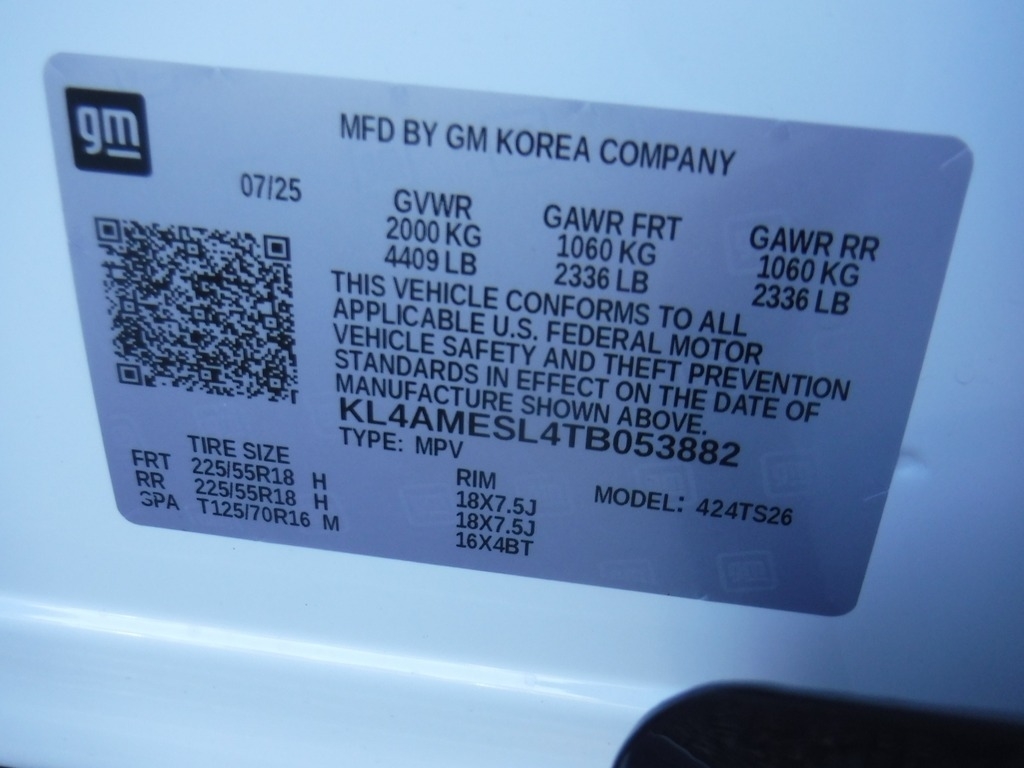 gm
MFD BY GM KOREA COMPANY
07/25
GVWR
2000 KG
4409 LB
GAWR FRT
1060 KG
2336 LB
GAWR RR
1060 KG
2336 LB
THIS VEHICLE CONFORMS TO ALL
APPLICABLE U.S. FEDERAL MOTOR
VEHICLE SAFETY AND THEFT PREVENTION
STANDARDS IN EFFECT ON THE DATE OF
MANUFACTURE SHOWN ABOVE.
KL4AMESL4TB053882
TYPE: MPV
TIRE SIZE
RIM
MODEL: 424TS26
FRT 225/55R18 H 18X7.5J
RR 225/55R18 H 18X7.5J
SPA T125/70R16 M 16X4BT
gm